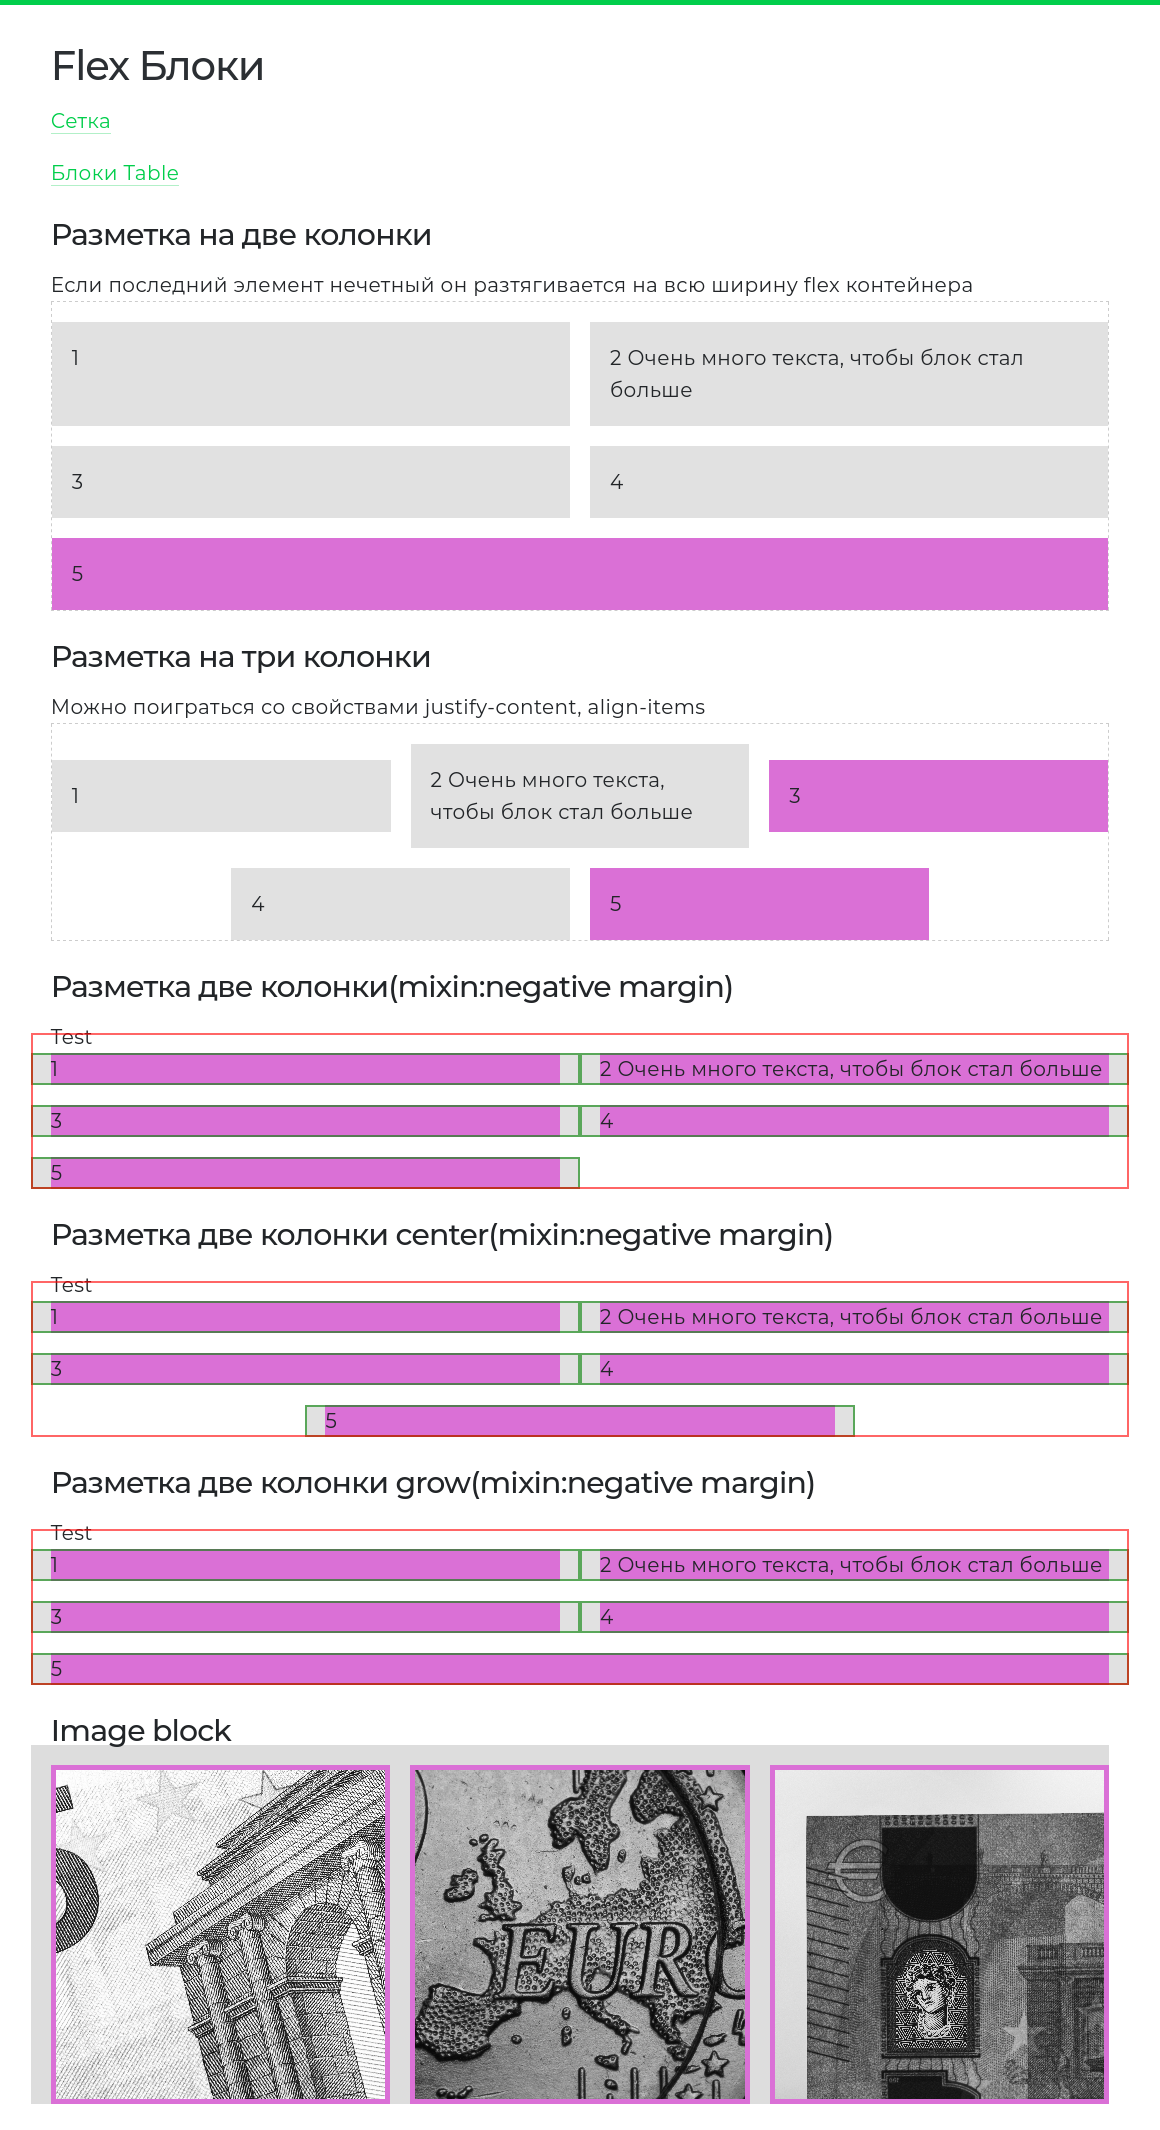 Flex Блоки
Сетка
Блоки Table
Разметка на две колонки
Если последний элемент нечетный он разтягивается на всю ширину flex контейнера
1
2 Очень много текста, чтобы блок стал
больше
3
4
5
Разметка на три колонки
Можно поиграться со свойствами justify-content, align-items
1
2 Очень много текста,
чтобы блок стал больше
3
4
5
Разметка две колонки(mixin:negative margin)
Test
1
2 Очень много текста, чтобы блок стал больше
3
4
5
Разметка две колонки center(mixin:negative margin)
Test
1
2 Очень много текста, чтобы блок стал больше
3
4
5
Разметка две колонки grow(mixin:negative margin)
Test
1
2 Очень много текста, чтобы блок стал больше
3
4
5
Image block
EURO